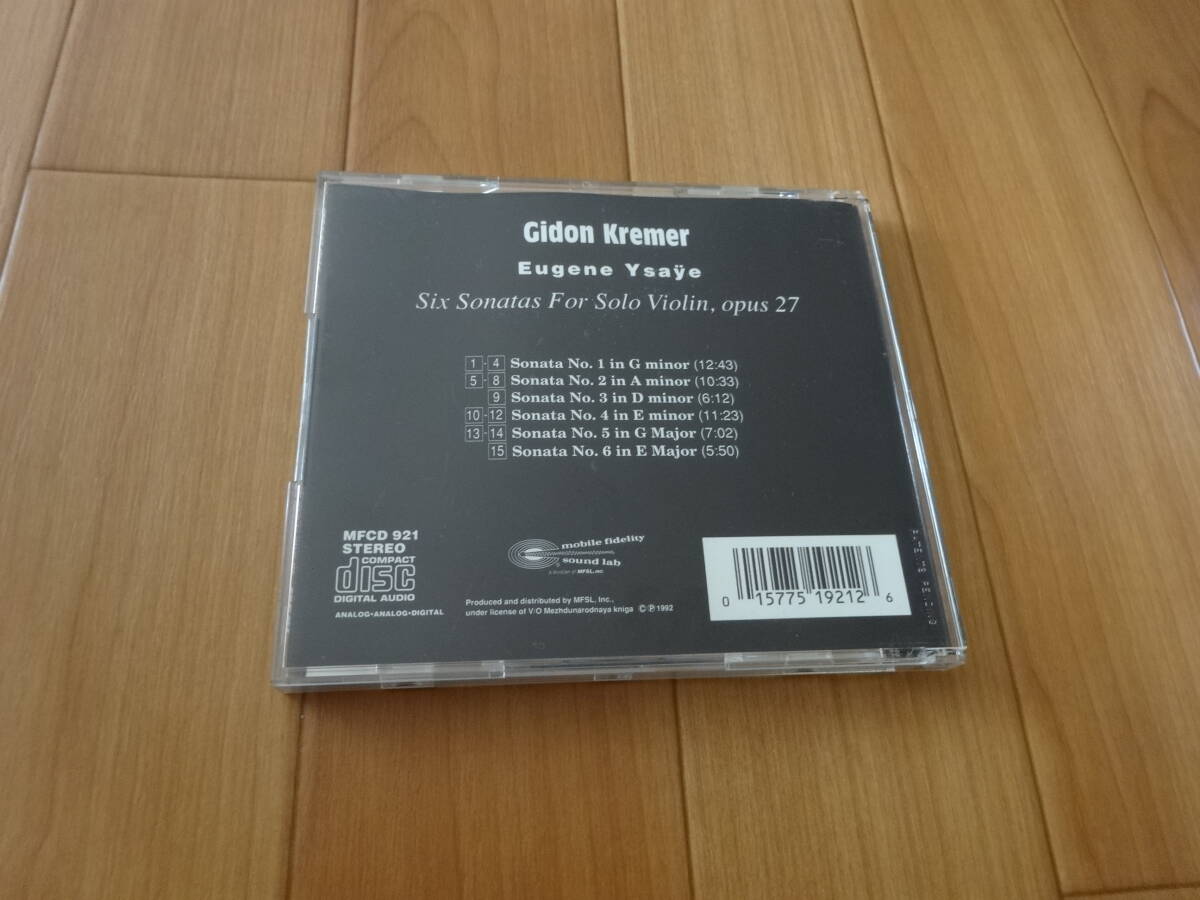 Gidon Kremer
Eugene Ysaÿe
Six Sonatas For Solo Violin, opus 27
1 - 4 Sonata No. 1 in G minor (12:43)
5 - 8 Sonata No. 2 in A minor (10:33)
9 Sonata No. 3 in D minor (6:12)
10 - 12 Sonata No. 4 in E minor (11:23)
13 - 14 Sonata No. 5 in G Major (7:02)
15 Sonata No. 6 in E Major (5:50)
MFCD 921
STEREO
COMPACT
disc
DIGITAL AUDIO
ANALOG•ANALOG•DIGITAL
mobile fidelity
sound lab
A DIVISION OF MFSL, INC
Produced and distributed by MFSL, Inc.,
under license of V/O Mezhdunarodnaya kniga ©℗1992
0 15775 19212 6